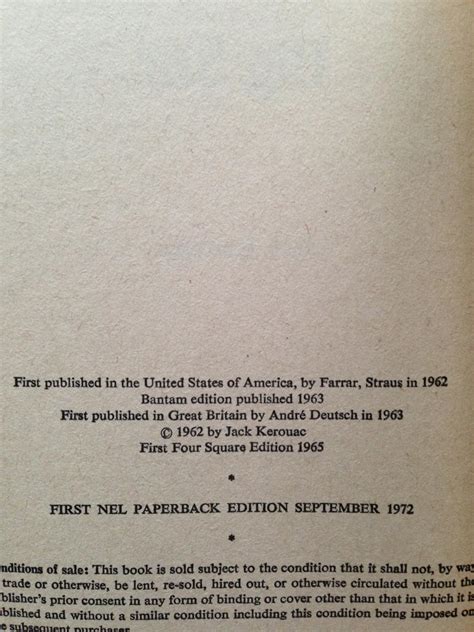 First published in the United States of America, by Farrar, Straus in 1962
Bantam edition published 1963
First published in Great Britain by André Deutsch in 1963
© 1962 by Jack Kerouac
First Four Square Edition 1965
*
FIRST NEL PAPERBACK EDITION SEPTEMBER 1972
*
nditions of sale: This book is sold subject to the condition that it shall not, by way
trade or otherwise, be lent, re-sold, hired out, or otherwise circulated without the
blisher's prior consent in any form of binding or cover other than that in which it is
blished and without a similar condition including this condition being imposed on
e subsequent purchaser.